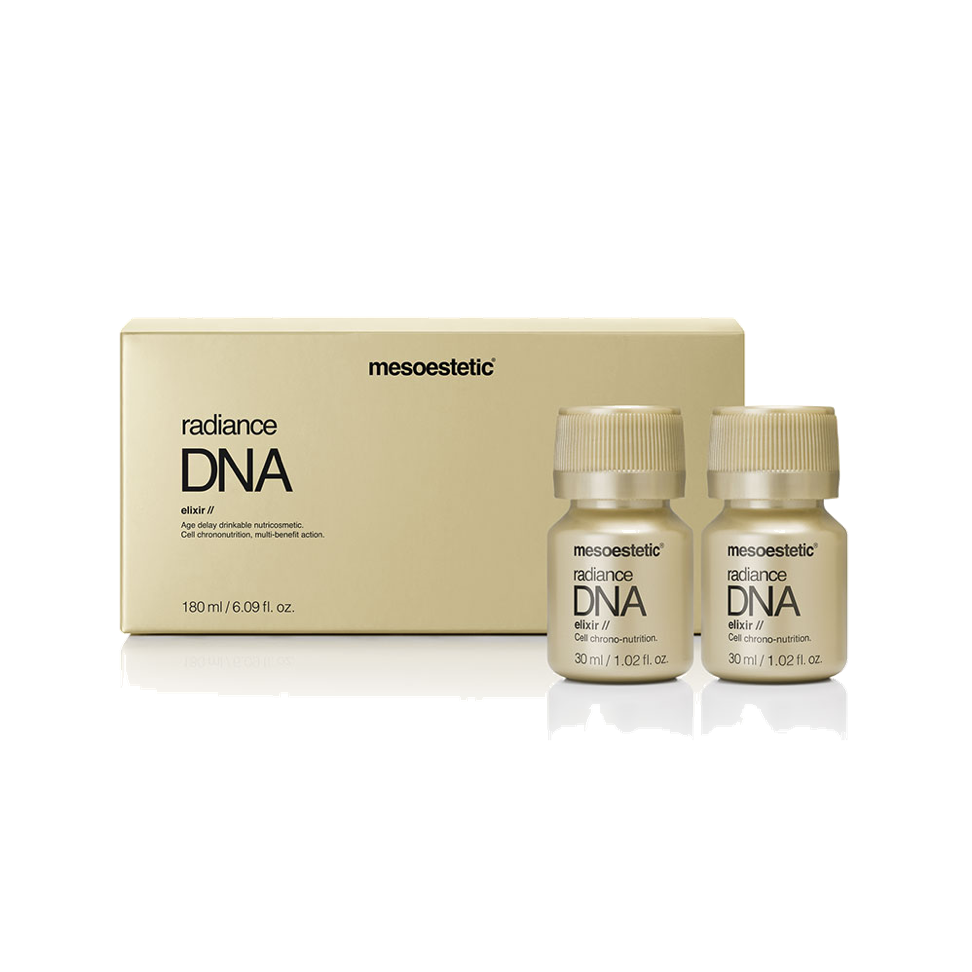 mesoestetic®
radiance
DNA
elixir //
Age delay drinkable nutricosmetic.
Cell chrononutrition, multi-benefit action.
180 ml / 6.09 fl. oz.
mesoestetic®
radiance
DNA
elixir //
Cell chrono-nutrition.
30 ml / 1.02 fl. oz.
mesoestetic®
radiance
DNA
elixir //
Cell chrono-nutrition.
30 ml / 1.02 fl. oz.